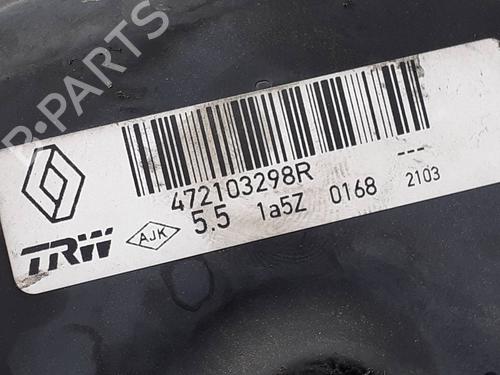 B-PARTS
472103298R
---
5.5 1a5Z 0168 2103
TRW AJK